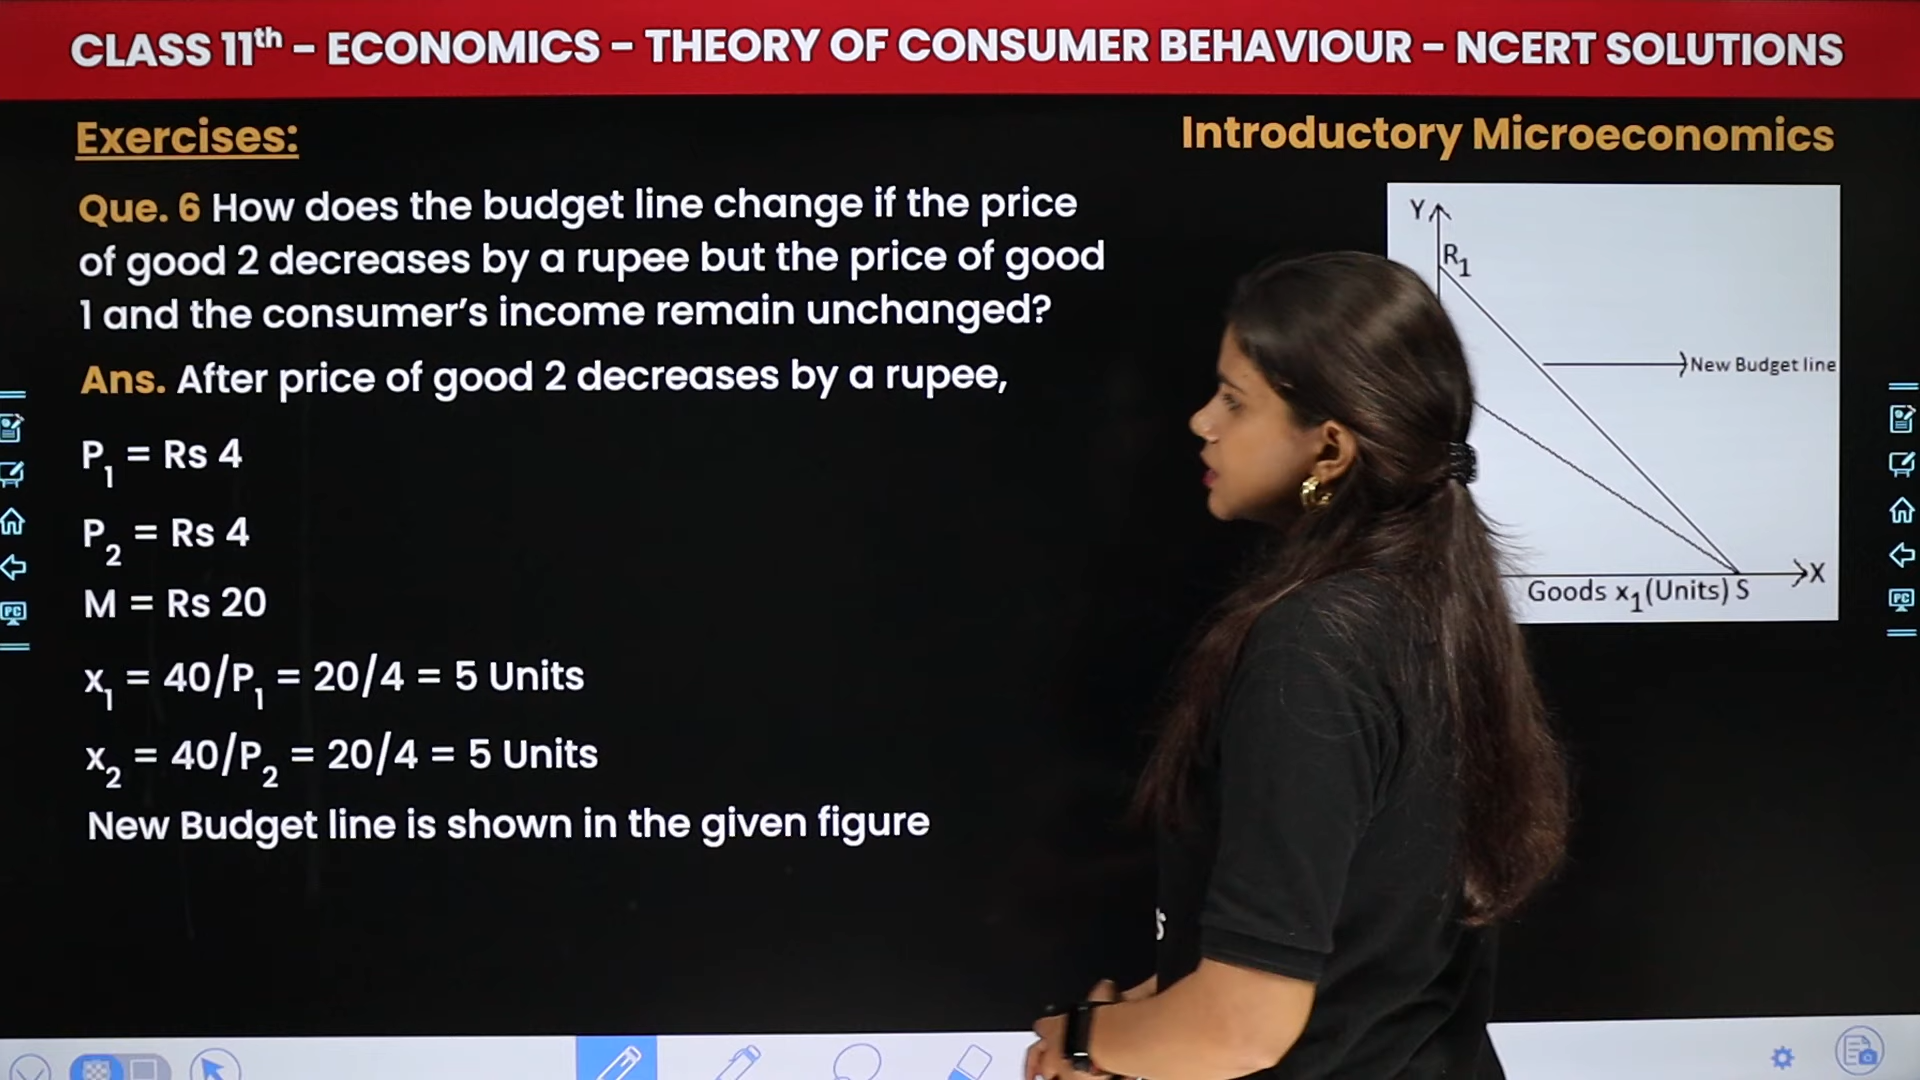 CLASS 11th – ECONOMICS – THEORY OF CONSUMER BEHAVIOUR – NCERT SOLUTIONS
Exercises:
Introductory Microeconomics
Que. 6 How does the budget line change if the price
of good 2 decreases by a rupee but the price of good
1 and the consumer’s income remain unchanged?
Ans. After price of good 2 decreases by a rupee,
P1 = Rs 4
P2 = Rs 4
M = Rs 20
x1 = 40/P1 = 20/4 = 5 Units
x2 = 40/P2 = 20/4 = 5 Units
New Budget line is shown in the given figure
Y
R1
New Budget line
X
Goods x1(Units) S
PC
PC